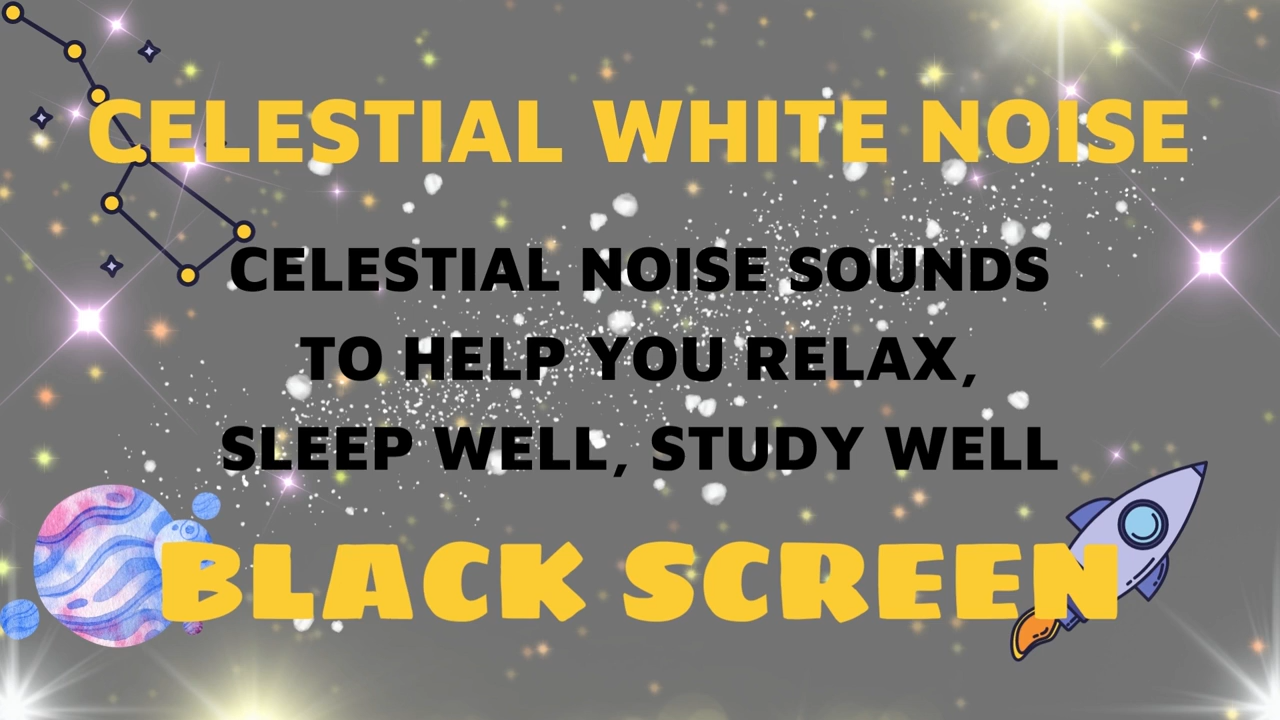 CELESTIAL WHITE NOISE
CELESTIAL NOISE SOUNDS
TO HELP YOU RELAX,
SLEEP WELL, STUDY WELL
BLACK SCREEN